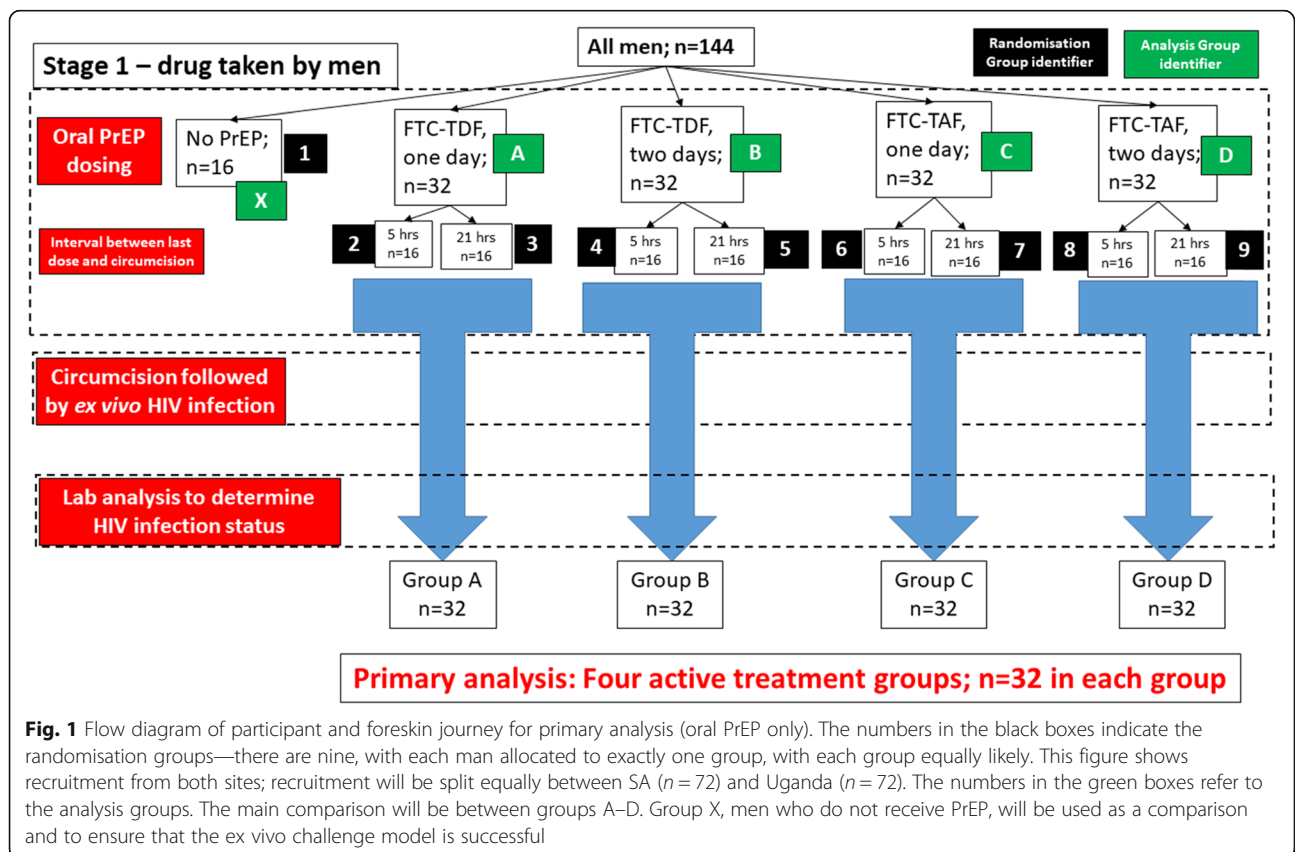 Stage 1 – drug taken by men
All men; n=144
Randomisation
Group identifier
Analysis Group
identifier
Oral PrEP
dosing
No PrEP;
n=16
1
X
FTC-TDF,
one day;
n=32
A
FTC-TDF,
two days;
n=32
B
FTC-TAF,
one day;
n=32
C
FTC-TAF,
two days;
n=32
D
Interval between last
dose and circumcision
2
5 hrs
n=16
21 hrs
n=16
3
4
5 hrs
n=16
21 hrs
n=16
5
6
5 hrs
n=16
21 hrs
n=16
7
8
5 hrs
n=16
21 hrs
n=16
9
Circumcision followed
by ex vivo HIV infection
Lab analysis to determine
HIV infection status
Group A
n=32
Group B
n=32
Group C
n=32
Group D
n=32
Primary analysis: Four active treatment groups; n=32 in each group
Fig. 1 Flow diagram of participant and foreskin journey for primary analysis (oral PrEP only). The numbers in the black boxes indicate the
randomisation groups—there are nine, with each man allocated to exactly one group, with each group equally likely. This figure shows
recruitment from both sites; recruitment will be split equally between SA (n = 72) and Uganda (n = 72). The numbers in the green boxes refer to
the analysis groups. The main comparison will be between groups A–D. Group X, men who do not receive PrEP, will be used as a comparison
and to ensure that the ex vivo challenge model is successful